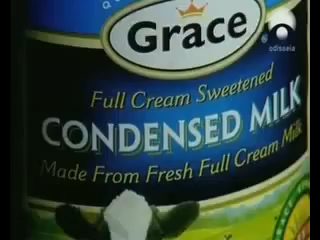 Grace
odisseia
Full Cream Sweetened
CONDENSED MILK
Made From Fresh Full Cream Milk